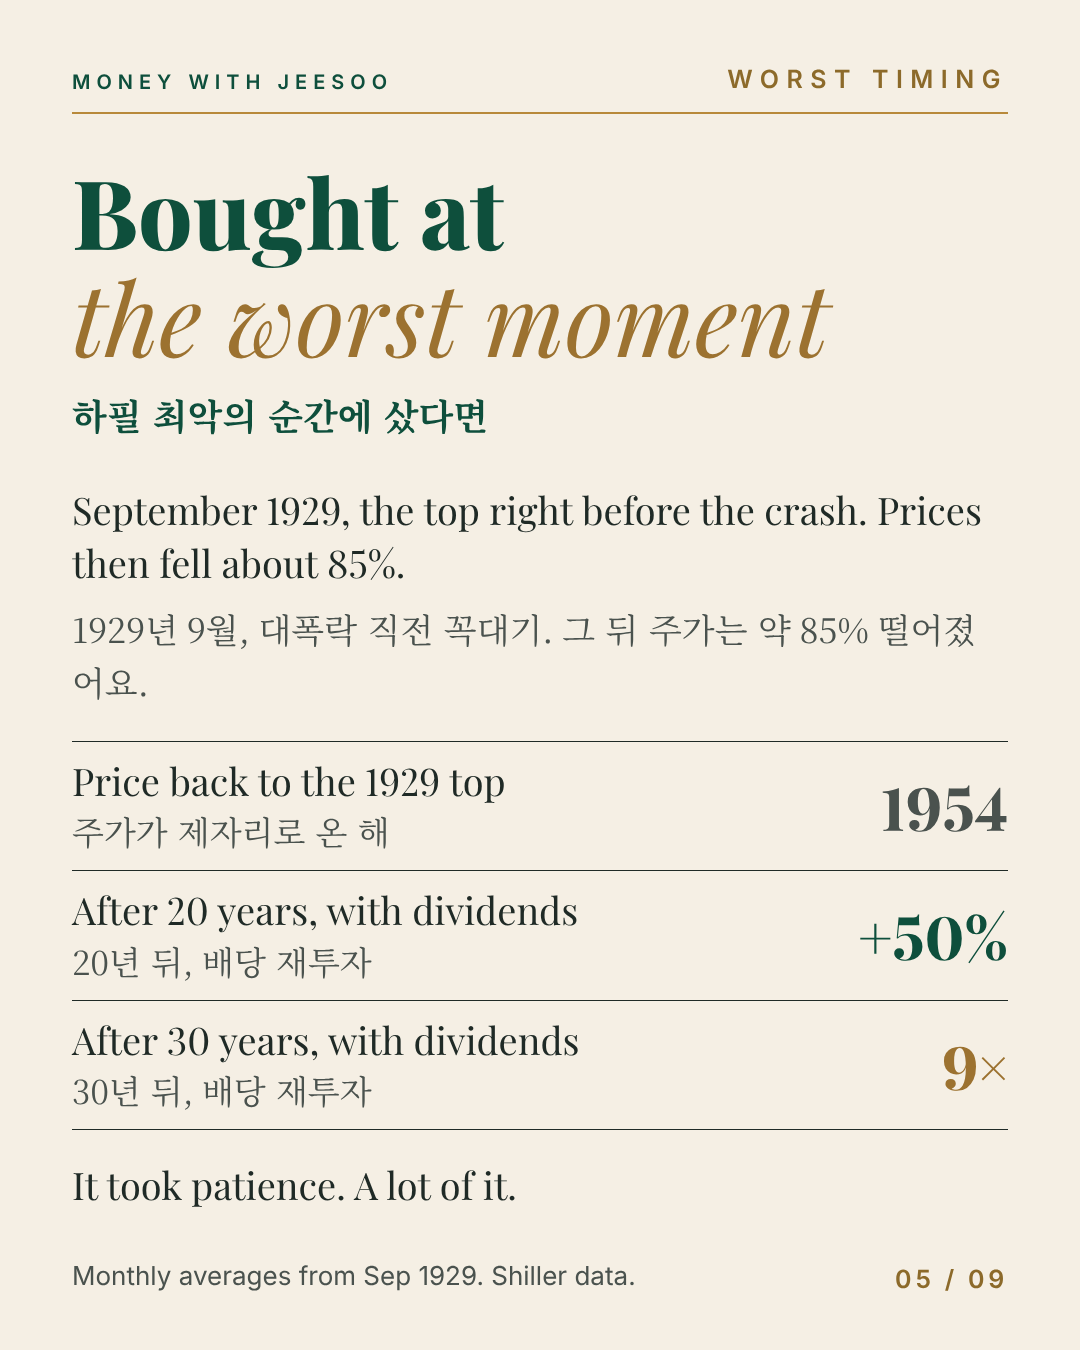 MONEY WITH JEESOO
WORST TIMING
Bought at
the worst moment
하필 최악의 순간에 샀다면
September 1929, the top right before the crash. Prices
then fell about 85%.
1929년 9월, 대폭락 직전 꼭대기. 그 뒤 주가는 약 85% 떨어졌
어요.
Price back to the 1929 top
주가가 제자리로 온 해
1954
After 20 years, with dividends
20년 뒤, 배당 재투자
+50%
After 30 years, with dividends
30년 뒤, 배당 재투자
9×
It took patience. A lot of it.
Monthly averages from Sep 1929. Shiller data.
05 / 09